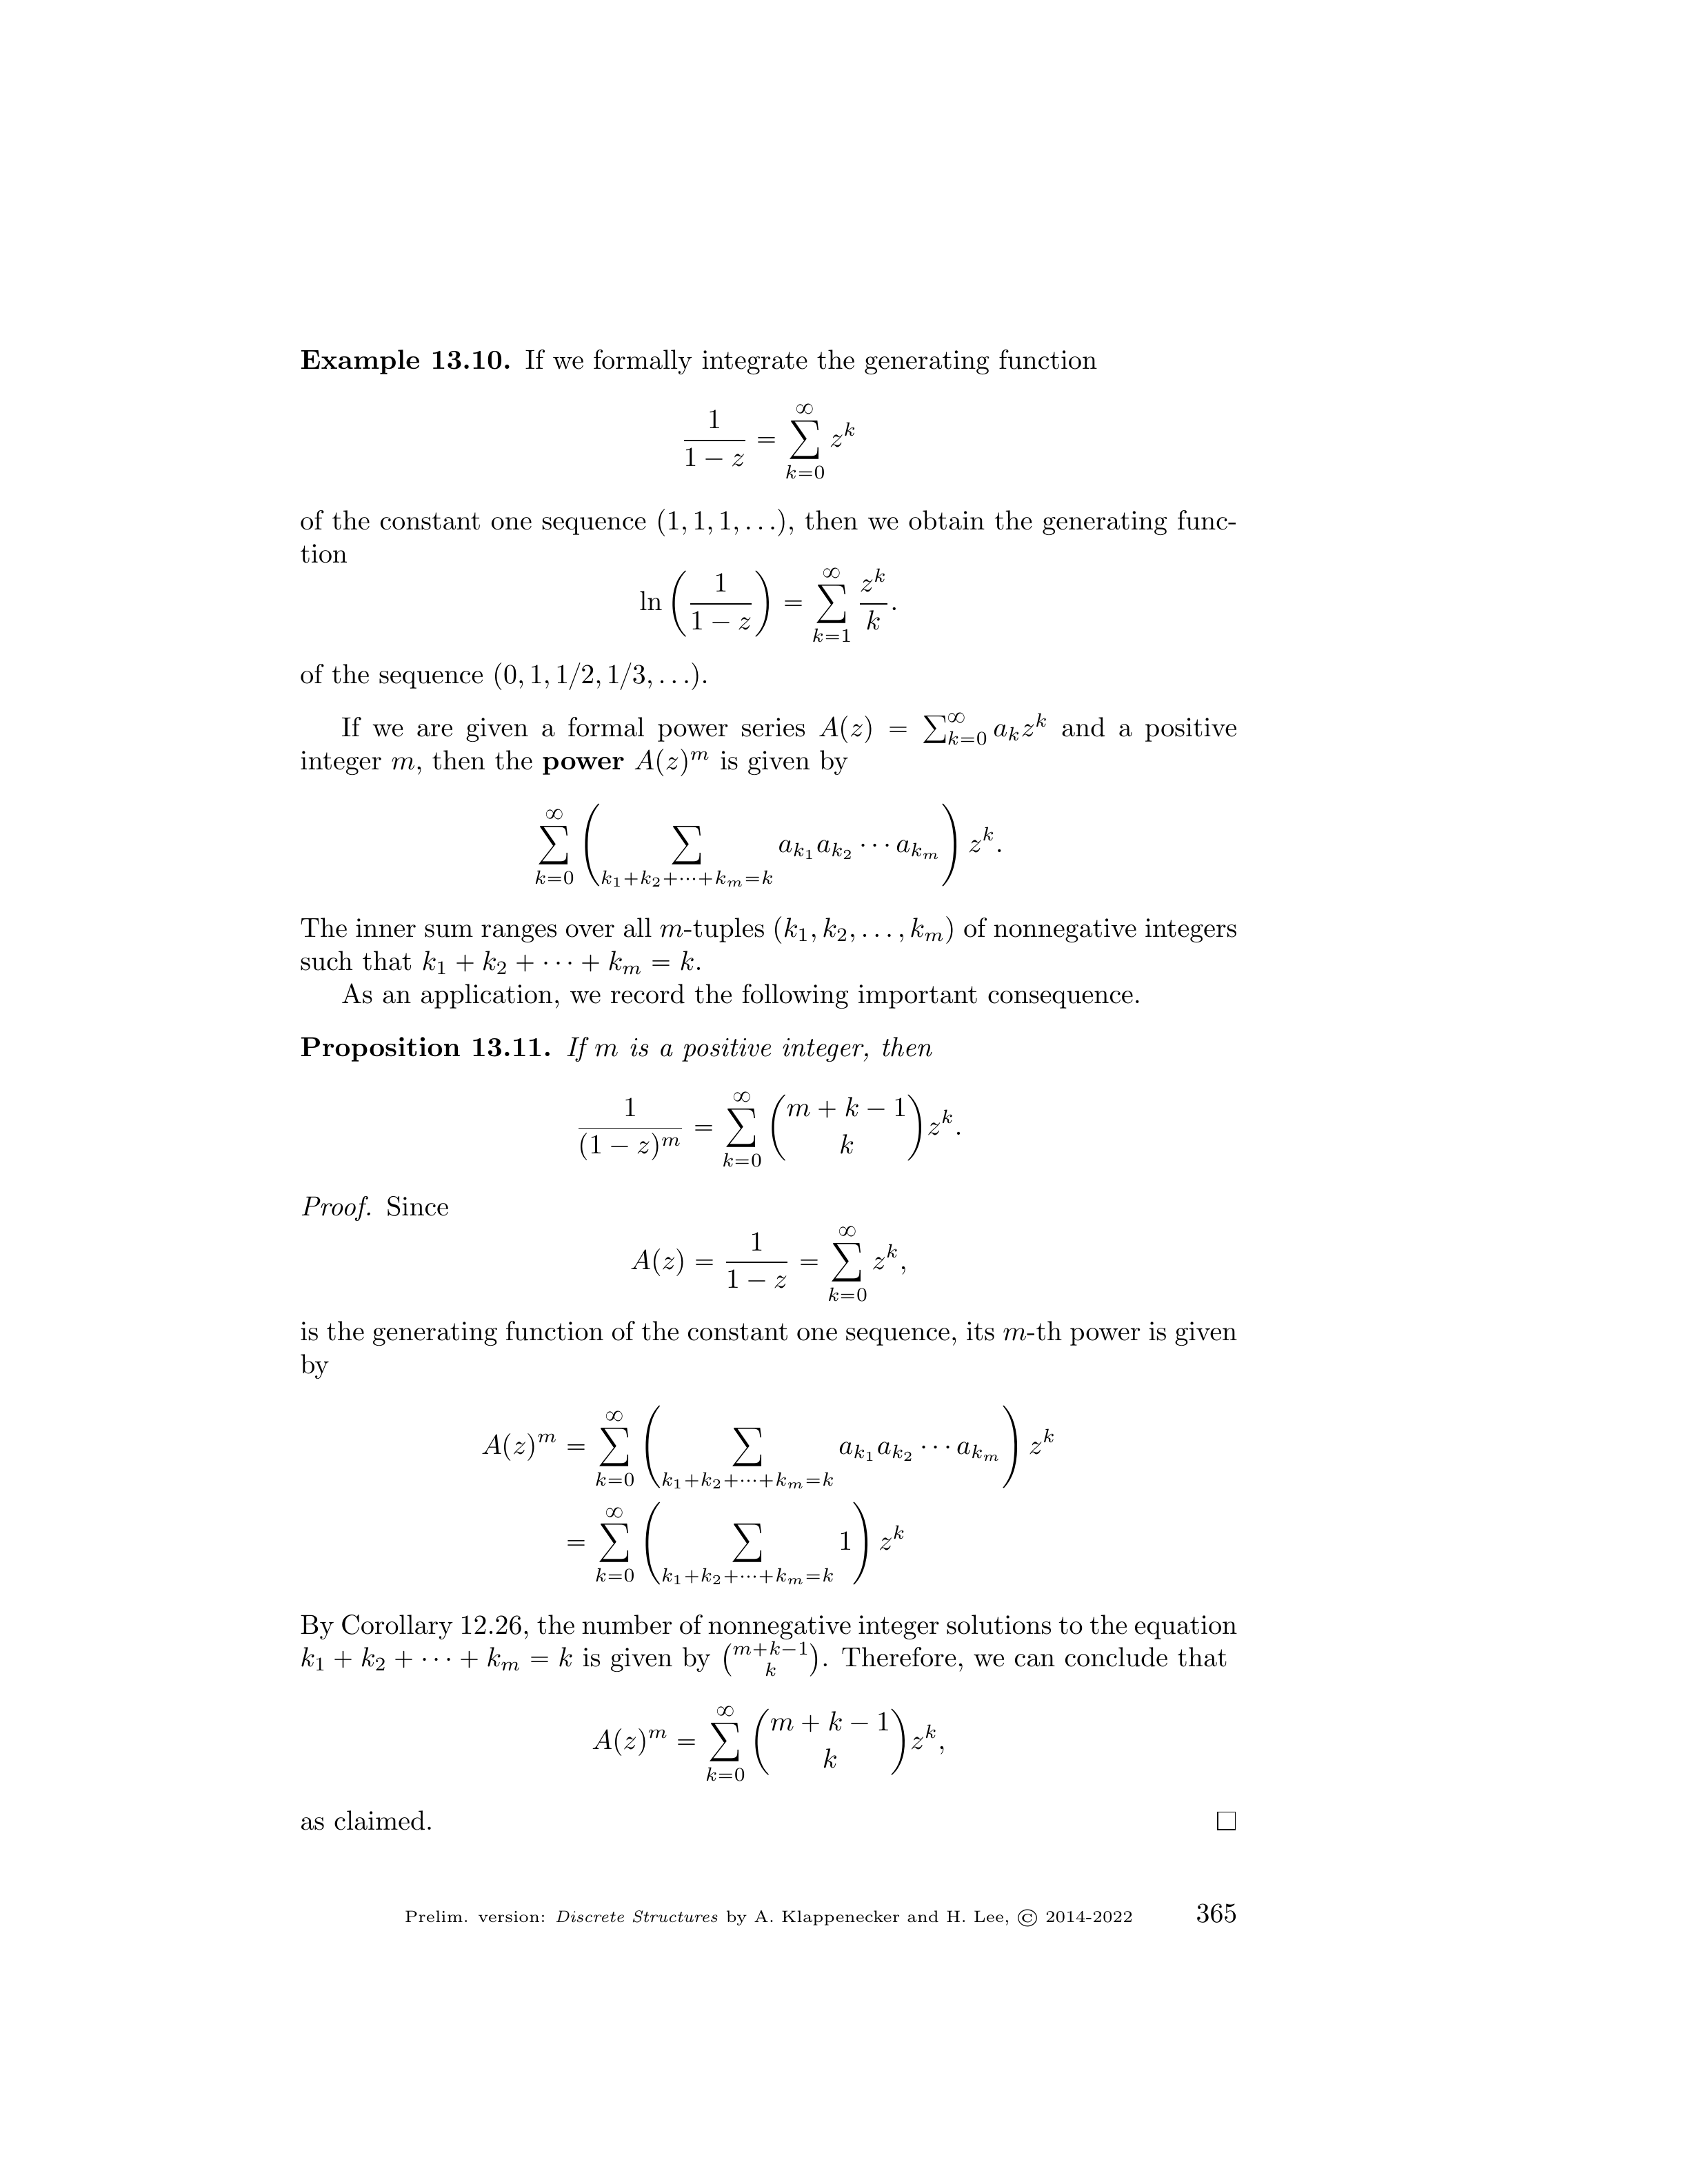 Example 13.10. If we formally integrate the generating function
\frac{1}{1-z} = \sum_{k=0}^{\infty} z^k
of the constant one sequence (1, 1, 1, . . .), then we obtain the generating func-
tion
\ln\left(\frac{1}{1-z}\right) = \sum_{k=1}^{\infty} \frac{z^k}{k}.
of the sequence (0, 1, 1/2, 1/3, . . .).
If we are given a formal power series A(z) = \sum_{k=0}^{\infty} a_k z^k and a positive
integer m, then the power A(z)^m is given by
\sum_{k=0}^{\infty} \left( \sum_{k_1+k_2+\cdots+k_m=k} a_{k_1} a_{k_2} \cdots a_{k_m} \right) z^k.
The inner sum ranges over all m-tuples (k_1, k_2, . . . , k_m) of nonnegative integers
such that k_1 + k_2 + \cdots + k_m = k.
As an application, we record the following important consequence.
Proposition 13.11. If m is a positive integer, then
\frac{1}{(1-z)^m} = \sum_{k=0}^{\infty} \binom{m+k-1}{k} z^k.
Proof. Since
A(z) = \frac{1}{1-z} = \sum_{k=0}^{\infty} z^k,
is the generating function of the constant one sequence, its m-th power is given
by
A(z)^m = \sum_{k=0}^{\infty} \left( \sum_{k_1+k_2+\cdots+k_m=k} a_{k_1} a_{k_2} \cdots a_{k_m} \right) z^k
= \sum_{k=0}^{\infty} \left( \sum_{k_1+k_2+\cdots+k_m=k} 1 \right) z^k
By Corollary 12.26, the number of nonnegative integer solutions to the equation
k_1 + k_2 + \cdots + k_m = k is given by \binom{m+k-1}{k}. Therefore, we can conclude that
A(z)^m = \sum_{k=0}^{\infty} \binom{m+k-1}{k} z^k,
as claimed. □
Prelim. version: Discrete Structures by A. Klappenecker and H. Lee, © 2014-2022 365